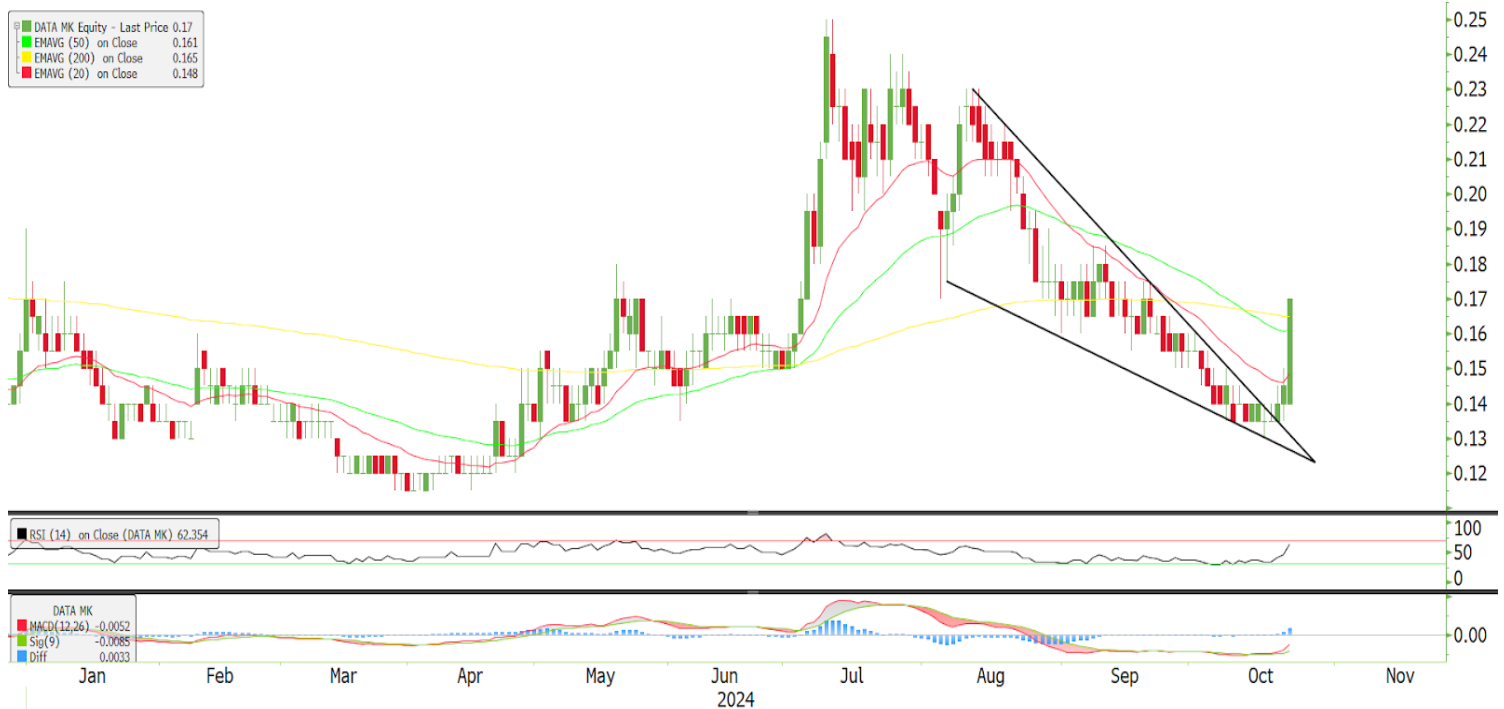 DATA MK Equity - Last Price 0.17
EMAVG (50) on Close 0.161
EMAVG (200) on Close 0.165
EMAVG (20) on Close 0.148
0.25
0.24
0.23
0.22
0.21
0.20
0.19
0.18
0.17
0.16
0.15
0.14
0.13
0.12
RSI (14) on Close (DATA MK) 62.354
100
50
0
DATA MK
MACD(12,26) -0.0052
Sig(9) -0.0085
Diff 0.0033
0.00
Jan Feb Mar Apr May Jun Jul Aug Sep Oct Nov
2024